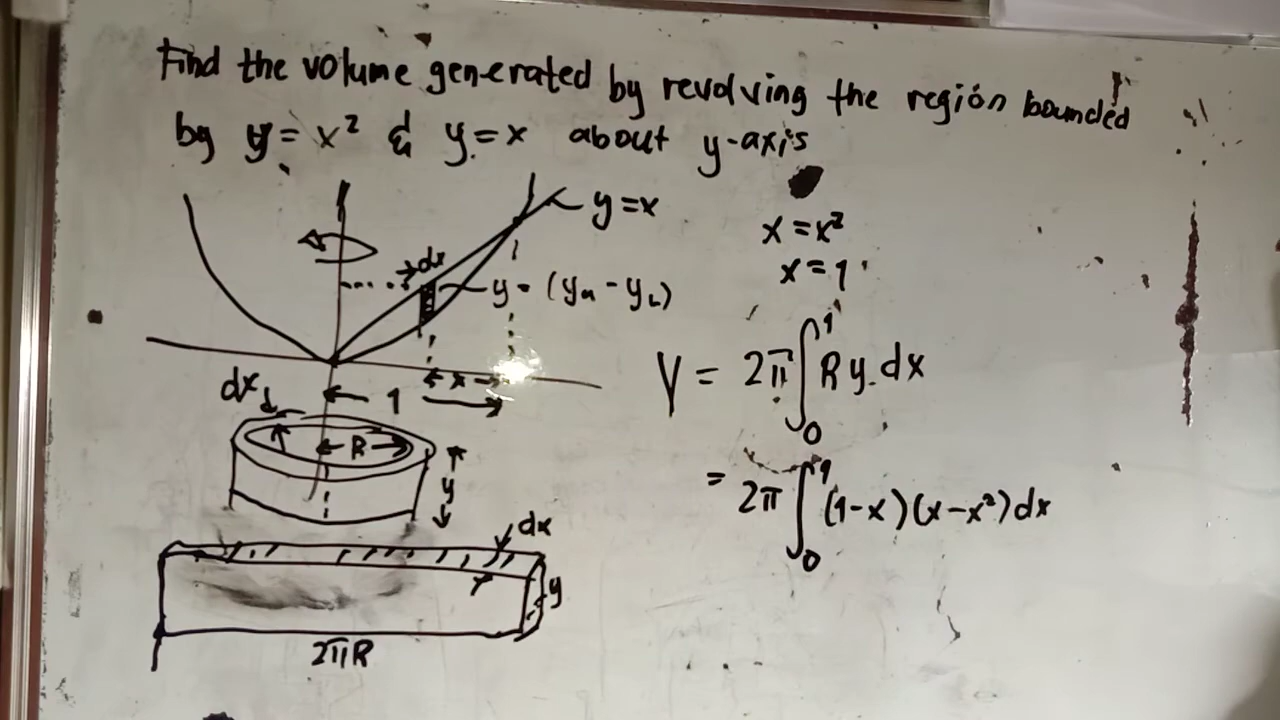 Find the volume generated by revolving the región bounded
by y = x² & y = x about y-axis
y = x
dx
y = (yu - yL)
x = x²
x = 1
x
1
V = 2π ∫₀¹ R y dx
= 2π ∫₀¹ (1-x)(x-x²)dx
dx
R
y
dx
y
2πR